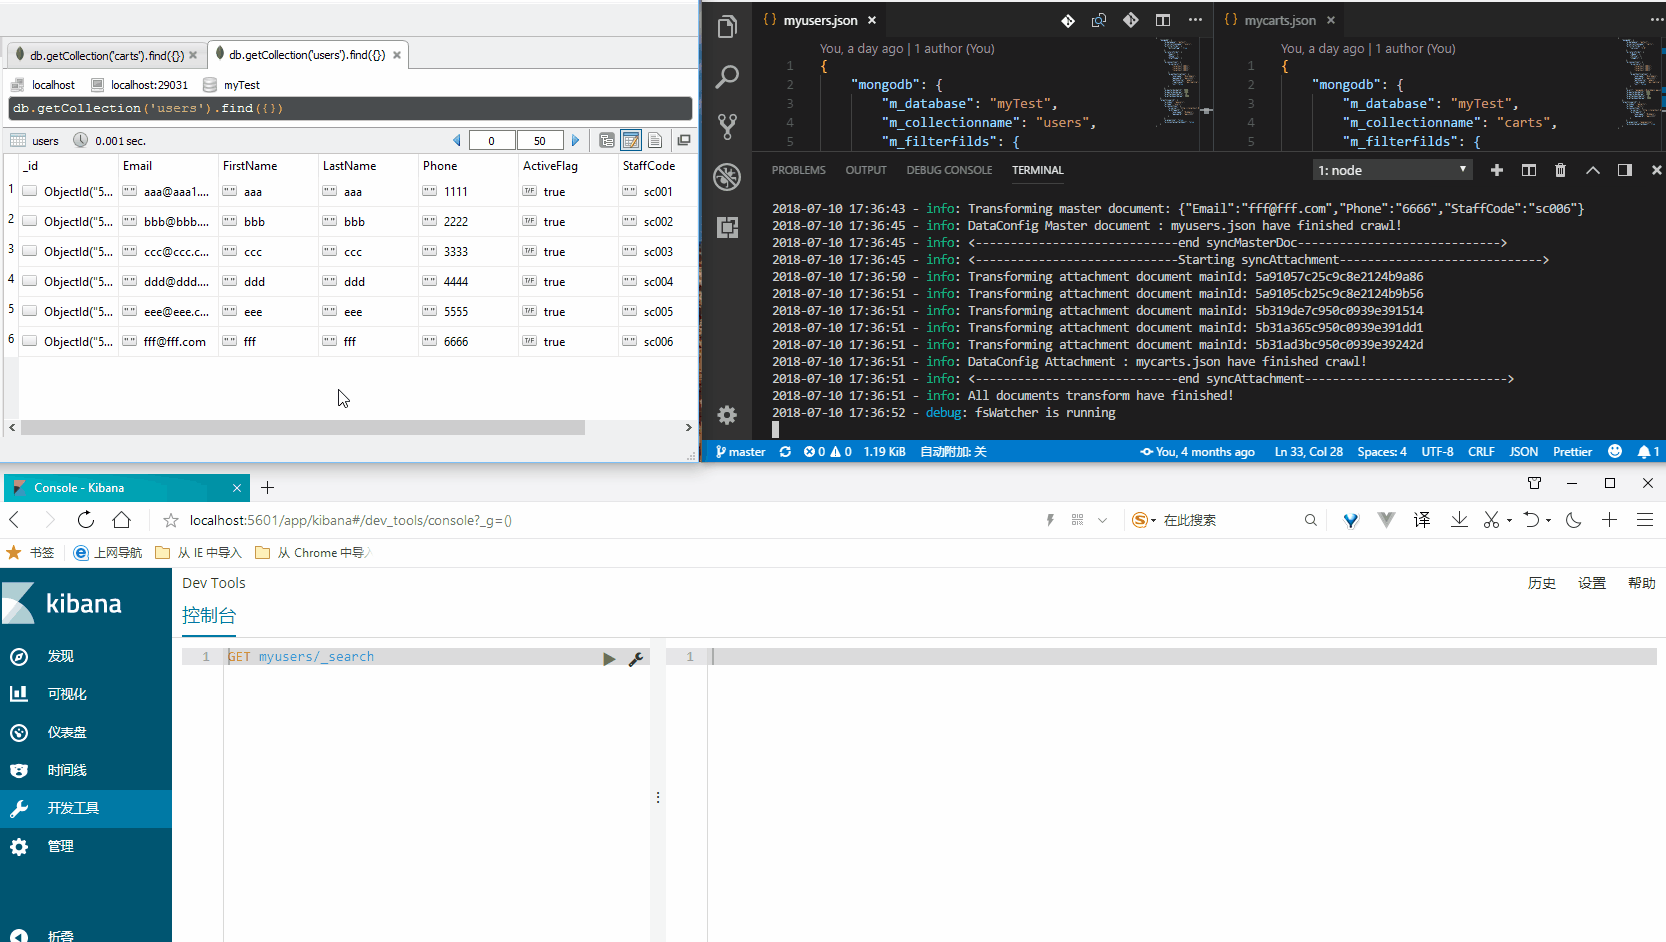 db.getCollection('carts').find({}) ×
db.getCollection('users').find({}) ×
localhost localhost:29031 myTest
db.getCollection('users').find({})
users 0.001 sec. 0 50
_id Email FirstName LastName Phone ActiveFlag StaffCode
1 ObjectId("5... aaa@aaa1.... aaa aaa 1111 true sc001
2 ObjectId("5... bbb@bbb.... bbb bbb 2222 true sc002
3 ObjectId("5... ccc@ccc.c... ccc ccc 3333 true sc003
4 ObjectId("5... ddd@ddd.... ddd ddd 4444 true sc004
5 ObjectId("5... eee@eee.c... eee eee 5555 true sc005
6 ObjectId("5... fff@fff.com fff fff 6666 true sc006
{} myusers.json ×
You, a day ago | 1 author (You)
1 {
2 "mongodb": {
3 "m_database": "myTest",
4 "m_collectionname": "users",
5 "m_filterfilds": {
{} mycarts.json ×
You, a day ago | 1 author (You)
1 {
2 "mongodb": {
3 "m_database": "myTest",
4 "m_collectionname": "carts",
5 "m_filterfilds": {
PROBLEMS OUTPUT DEBUG CONSOLE TERMINAL 1: node
2018-07-10 17:36:43 - info: Transforming master document: {"Email":"fff@fff.com","Phone":"6666","StaffCode":"sc006"}
2018-07-10 17:36:45 - info: DataConfig Master document : myusers.json have finished crawl!
2018-07-10 17:36:45 - info: <-----------------------------end syncMasterDoc----------------------------->
2018-07-10 17:36:45 - info: <-----------------------------Starting syncAttachment----------------------------->
2018-07-10 17:36:50 - info: Transforming attachment document mainId: 5a91057c25c9c8e2124b9a86
2018-07-10 17:36:51 - info: Transforming attachment document mainId: 5a9105cb25c9c8e2124b9b56
2018-07-10 17:36:51 - info: Transforming attachment document mainId: 5b319de7c950c0939e391514
2018-07-10 17:36:51 - info: Transforming attachment document mainId: 5b31a365c950c0939e391dd1
2018-07-10 17:36:51 - info: Transforming attachment document mainId: 5b31ad3bc950c0939e39242d
2018-07-10 17:36:51 - info: DataConfig Attachment : mycarts.json have finished crawl!
2018-07-10 17:36:51 - info: <-----------------------------end syncAttachment----------------------------->
2018-07-10 17:36:51 - info: All documents transform have finished!
2018-07-10 17:36:52 - debug: fsWatcher is running
master 0 0 1.19 KiB 自动附加: 关 You, 4 months ago Ln 33, Col 28 Spaces: 4 UTF-8 CRLF JSON Prettier 1
Console - Kibana ×
localhost:5601/app/kibana#/dev_tools/console?_g=() 在此搜索 译
书签 上网导航 从 IE 中导入 从 Chrome 中导
kibana
发现
可视化
仪表盘
时间线
开发工具
管理
折叠
Dev Tools 历史 设置 帮助
控制台
1 GET myusers/_search
1